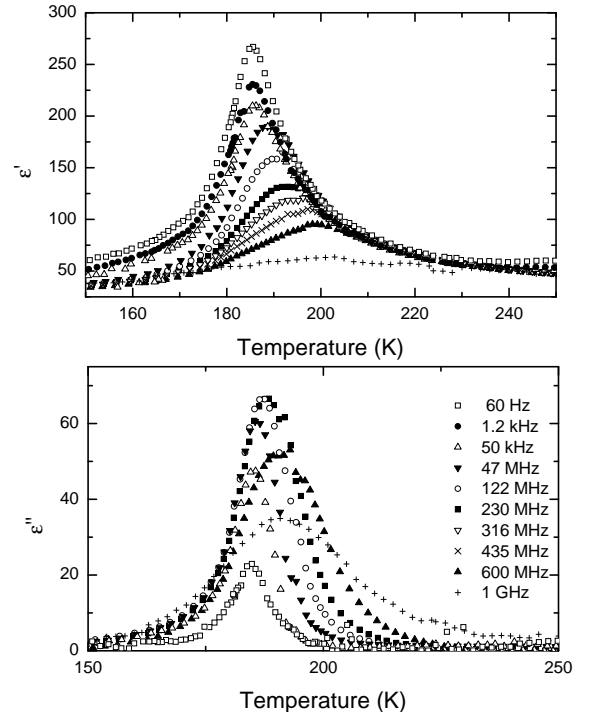 300
250
200
150
100
50
ε'
160 180 200 220 240
Temperature (K)
60
40
20
0
ε"
60 Hz
1.2 kHz
50 kHz
47 MHz
122 MHz
230 MHz
316 MHz
435 MHz
600 MHz
1 GHz
150 200 250
Temperature (K)